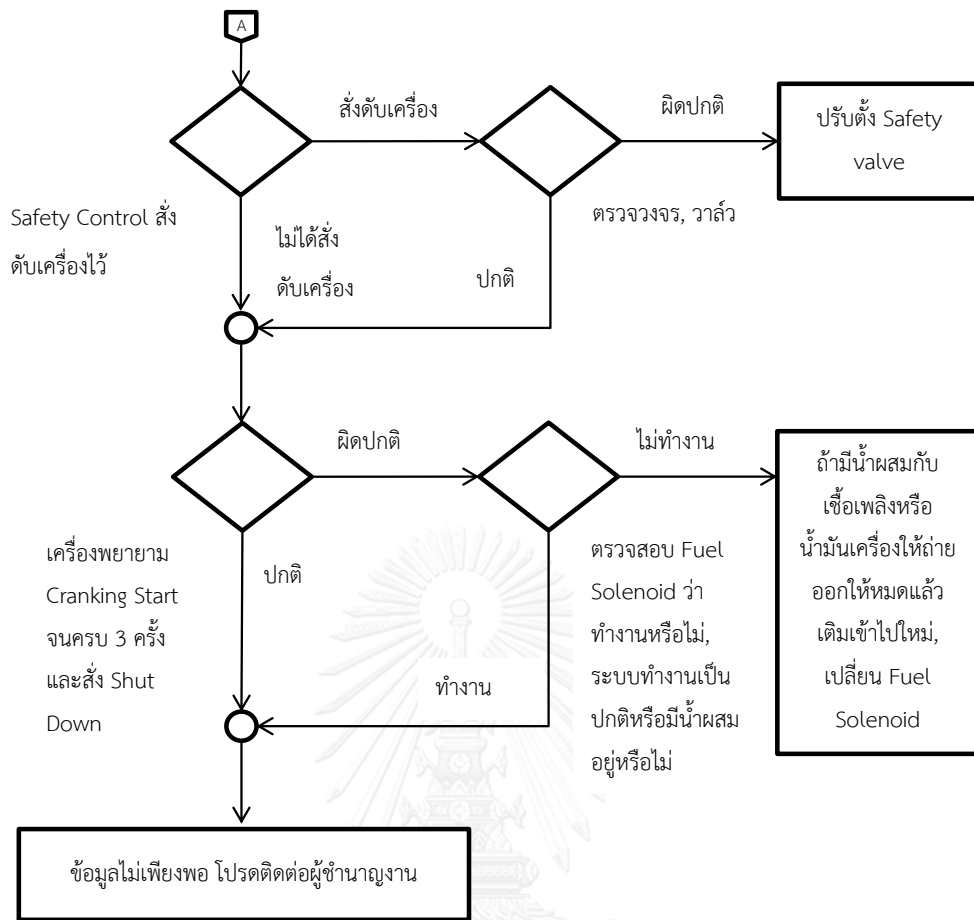 A
สั่งดับเครื่อง
ผิดปกติ
ปรับตั้ง Safety
valve
Safety Control สั่ง
ดับเครื่องไว้
ไม่ได้สั่ง
ดับเครื่อง
ตรวจวงจร, วาล์ว
ปกติ
ผิดปกติ
ไม่ทำงาน
ถ้ามีน้ำผสมกับ
เชื้อเพลิงหรือ
น้ำมันเครื่องให้ถ่าย
ออกให้หมดแล้ว
เติมเข้าไปใหม่,
เปลี่ยน Fuel
Solenoid
เครื่องพยายาม
Cranking Start
จนครบ 3 ครั้ง
และสั่ง Shut
Down
ปกติ
ตรวจสอบ Fuel
Solenoid ว่า
ทำงานหรือไม่,
ระบบทำงานเป็น
ปกติหรือมีน้ำผสม
อยู่หรือไม่
ทำงาน
ข้อมูลไม่เพียงพอ โปรดติดต่อผู้ชำนาญงาน